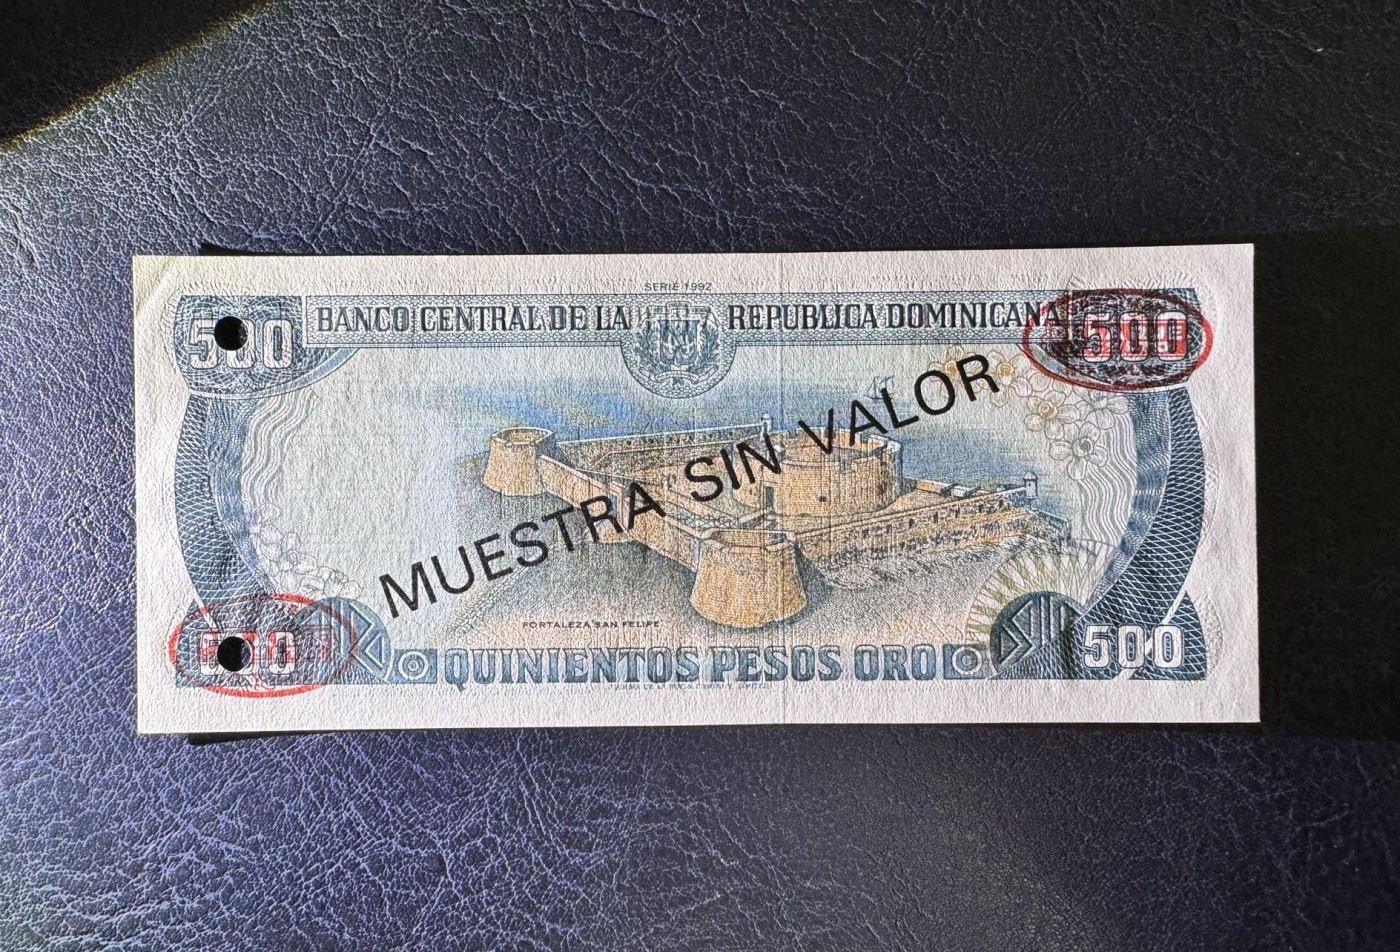 SERIE 1992
500 BANCO CENTRAL DE LA REPUBLICA DOMINICANA 500
MUESTRA SIN VALOR
FORTALEZA SAN FELIPE
500 QUINIENTOS PESOS ORO 500